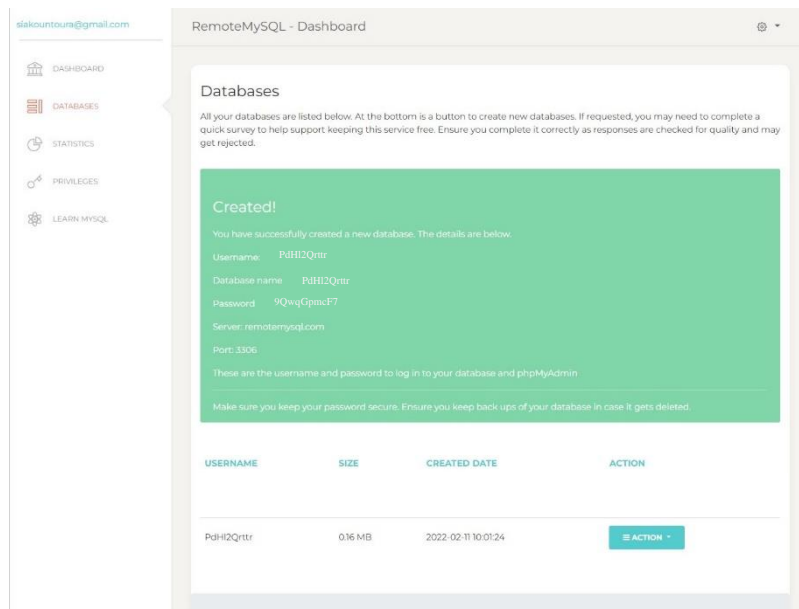 siakountoura@gmail.com
RemoteMySQL - Dashboard
DASHBOARD
DATABASES
STATISTICS
PRIVILEGES
LEARN MYSQL
Databases
All your databases are listed below. At the bottom is a button to create new databases. If requested, you may need to complete a
quick survey to help support keeping this service free. Ensure you complete it correctly as responses are checked for quality and may
get rejected.
Created!
You have successfully created a new database. The details are below.
Username: PdHl2Qrttr
Database name PdHl2Qrttr
Password 9QwqGpmcF7
Server: remotemysql.com
Port: 3306
These are the username and password to log in to your database and phpMyAdmin
Make sure you keep your password secure. Ensure you keep back ups of your database in case it gets deleted.
USERNAME SIZE CREATED DATE ACTION
PdHl2Qrttr 0.16 MB 2022-02-11 10:01:24 ACTION